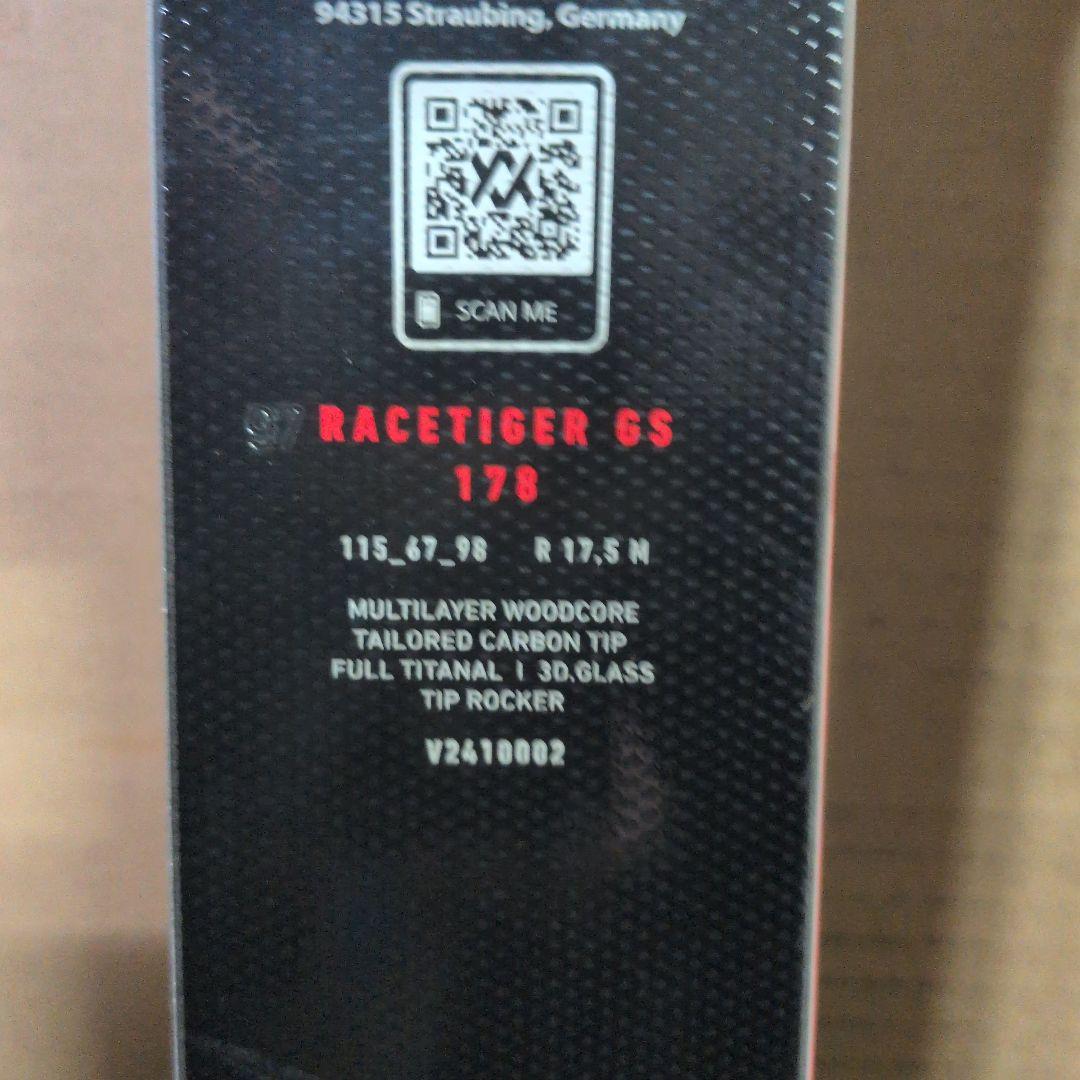 94315 Straubing, Germany
SCAN ME
97 RACETIGER GS
178
115_67_98 R 17,5 M
MULTILAYER WOODCORE
TAILORED CARBON TIP
FULL TITANAL | 3D.GLASS
TIP ROCKER
V2410002